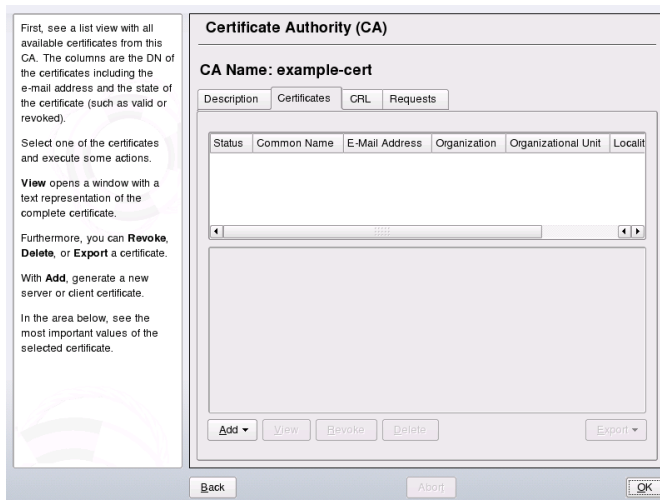 First, see a list view with all
available certificates from this
CA. The columns are the DN of
the certificates including the
e-mail address and the state of
the certificate (such as valid or
revoked).
Select one of the certificates
and execute some actions.
View opens a window with a
text representation of the
complete certificate.
Furthermore, you can Revoke,
Delete, or Export a certificate.
With Add, generate a new
server or client certificate.
In the area below, see the
most important values of the
selected certificate.
Certificate Authority (CA)
CA Name: example-cert
Description Certificates CRL Requests
Status Common Name E-Mail Address Organization Organizational Unit Localit
Add View Revoke Delete Export
Back Abort OK